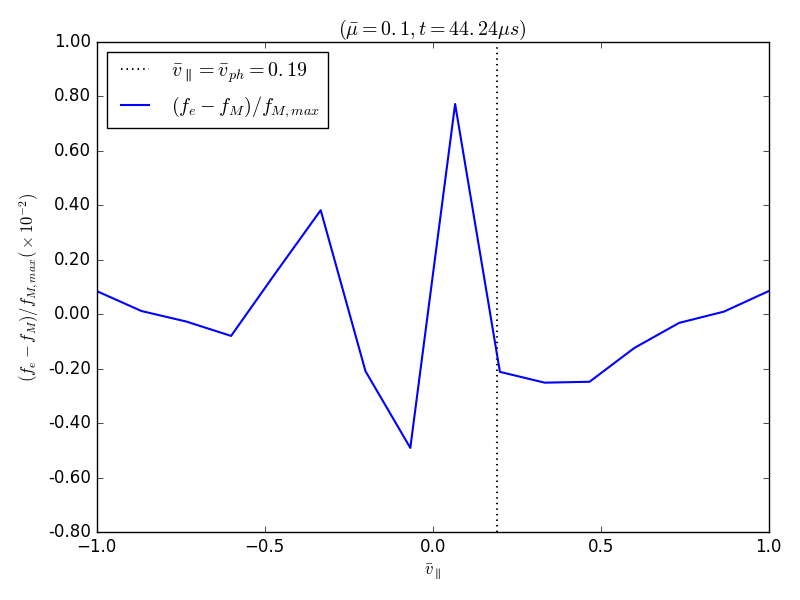 (μ̄ = 0.1, t = 44.24μs)
1.00
0.80
0.60
0.40
0.20
0.00
-0.20
-0.40
-0.60
-0.80
v̄∥ = v̄ph = 0.19
(fe − fM)/fM,max
(fe − fM)/fM,max(×10⁻²)
−1.0 −0.5 0.0 0.5 1.0
v̄∥